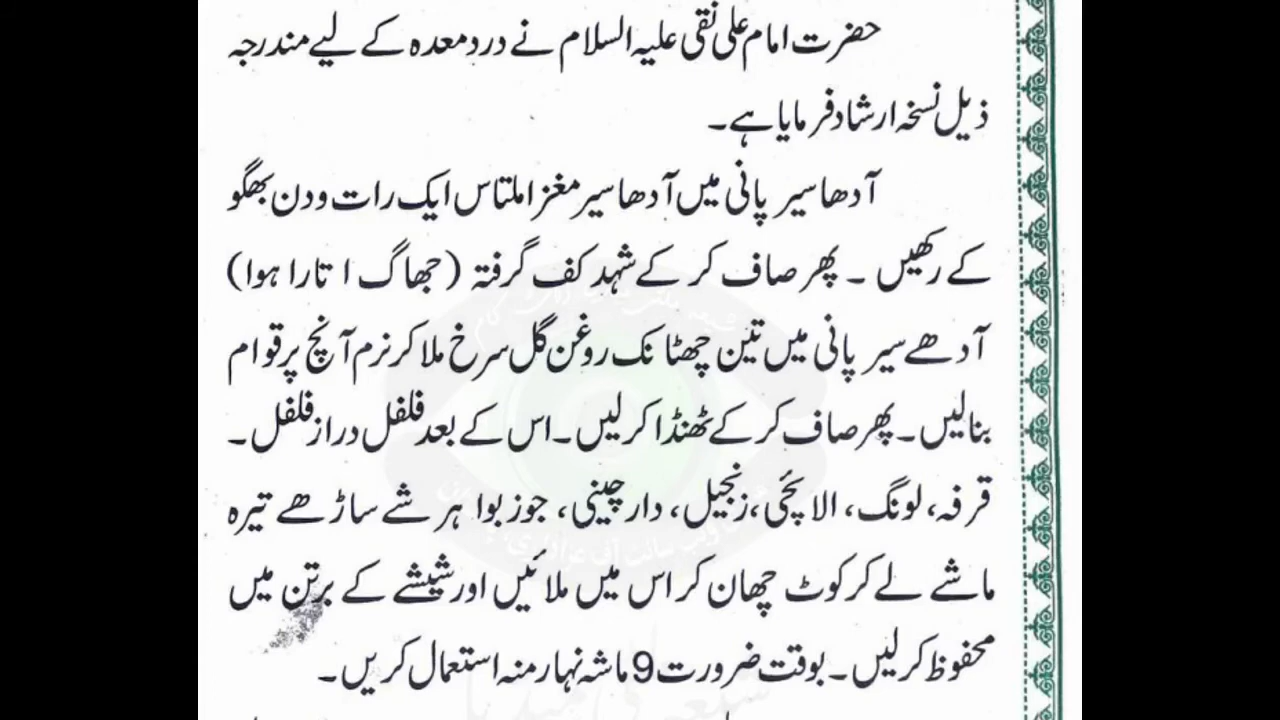 حضرت امام علی نقی علیہ السلام نے درد معدہ کے لیے مندرجہ
ذیل نسخہ ارشاد فرمایا ہے۔
آدھا سیر پانی میں آدھا سیر مغز املتاس ایک رات و دن بھگو
کے رکھیں ۔ پھر صاف کر کے شہد کف گرفتہ (جھاگ اتارا ہوا)
آدھے سیر پانی میں تین چھٹانک روغن گل سرخ ملا کر نرم آنچ پر قوام
بنالیں۔ پھر صاف کر کے ٹھنڈا کرلیں۔ اس کے بعد فلفل دراز فلفل۔
قرفہ، لونگ، الائچی، زنجیل، دار چینی، جوز بوا ہر شے ساڑھے تیرہ
ماشے لے کر کوٹ چھان کر اس میں ملائیں اور شیشے کے برتن میں
محفوظ کرلیں۔ بوقت ضرورت 9 ماشہ نہار منہ استعمال کریں۔